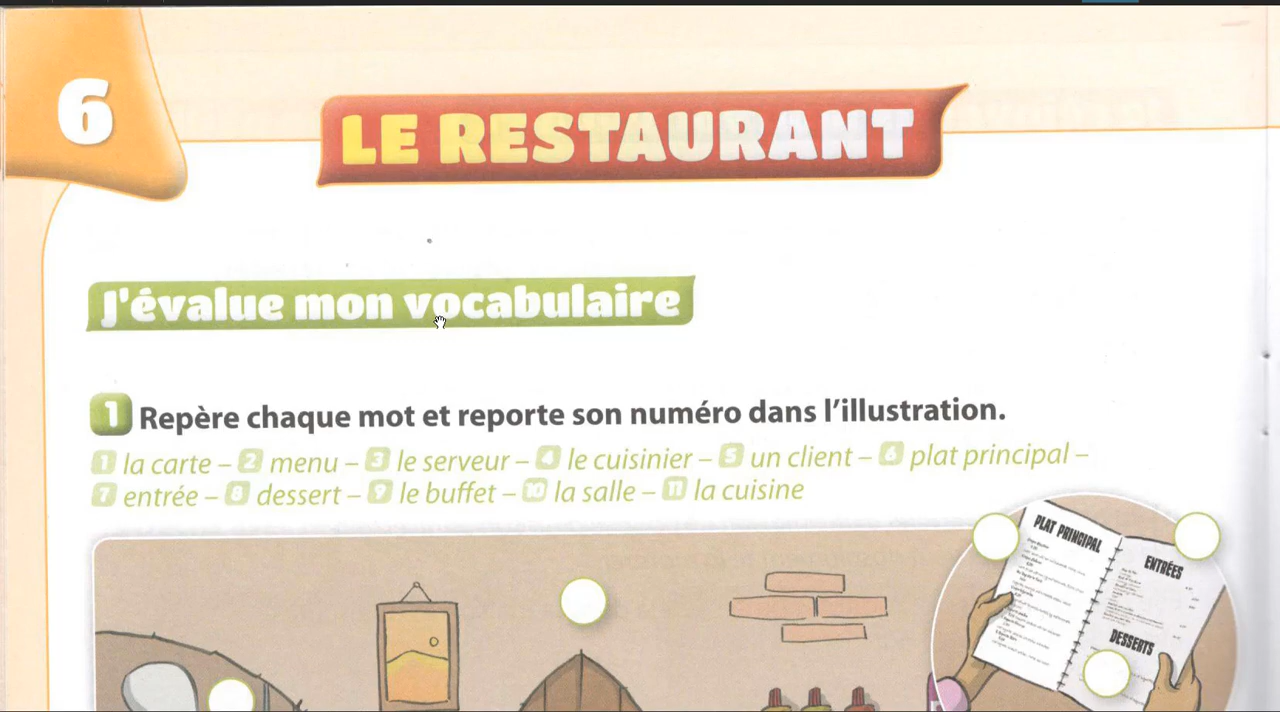 6
LE RESTAURANT
J'évalue mon vocabulaire
1 Repère chaque mot et reporte son numéro dans l'illustration.
1 la carte – 2 menu – 3 le serveur – 4 le cuisinier – 5 un client – 6 plat principal –
7 entrée – 8 dessert – 9 le buffet – 10 la salle – 11 la cuisine
PLAT PRINCIPAL
ENTRÉES
DESSERTS